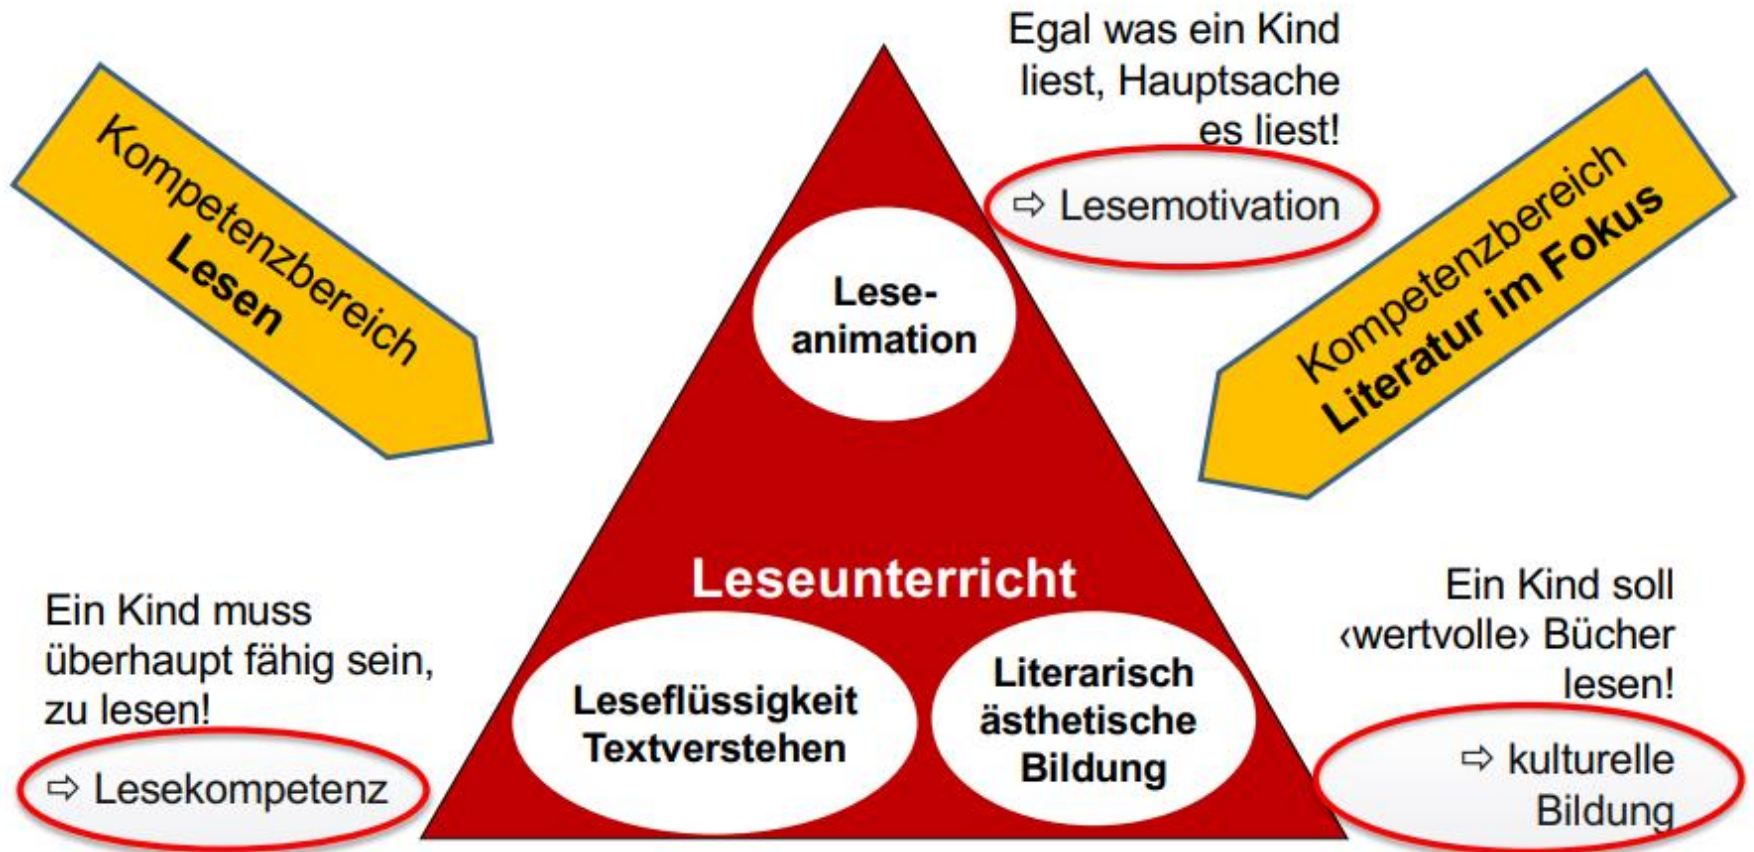 Egal was ein Kind
liest, Hauptsache
es liest!
⇨ Lesemotivation
Kompetenzbereich
Lesen
Kompetenzbereich
Literatur im Fokus
Lese-
animation
Leseunterricht
Ein Kind muss
überhaupt fähig sein,
zu lesen!
⇨ Lesekompetenz
Leseflüssigkeit
Textverstehen
Literarisch
ästhetische
Bildung
Ein Kind soll
‹wertvolle› Bücher
lesen!
⇨ kulturelle
Bildung